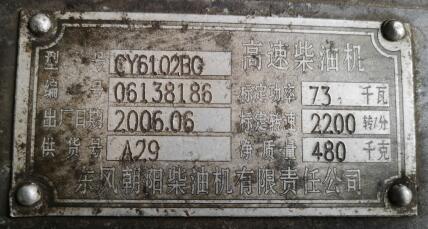 型 号 CY6102BG 高速柴油机
编 号 06138186 标定功率 73 千瓦
出厂日期 2006.06 标定转速 2200 转/分
供 货 号 A29 净 质 量 480 千克
东风朝阳柴油机有限责任公司